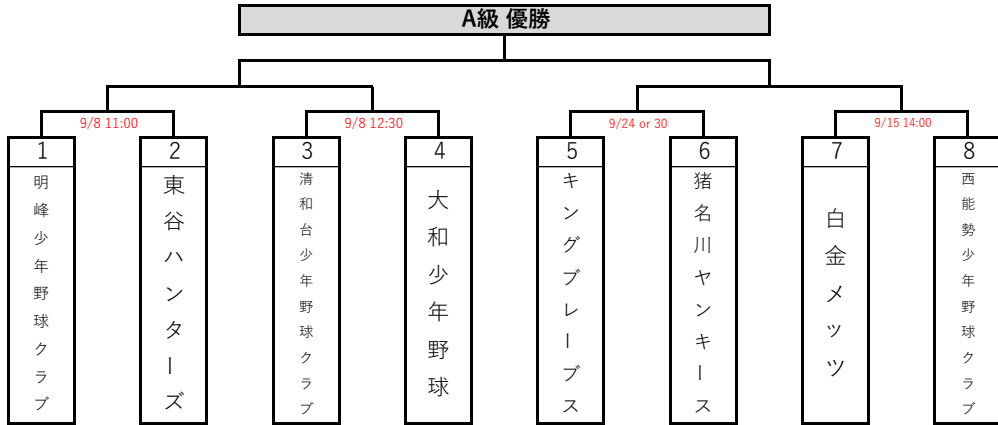 A級 優勝
9/8 11:00
9/8 12:30
9/24 or 30
9/15 14:00
1
2
3
4
5
6
7
8
明峰少年野球クラブ
東谷ハンターズ
清和台少年野球クラブ
大和少年野球
キングブレーブス
猪名川ヤンキース
白金メッツ
西能勢少年野球クラブ